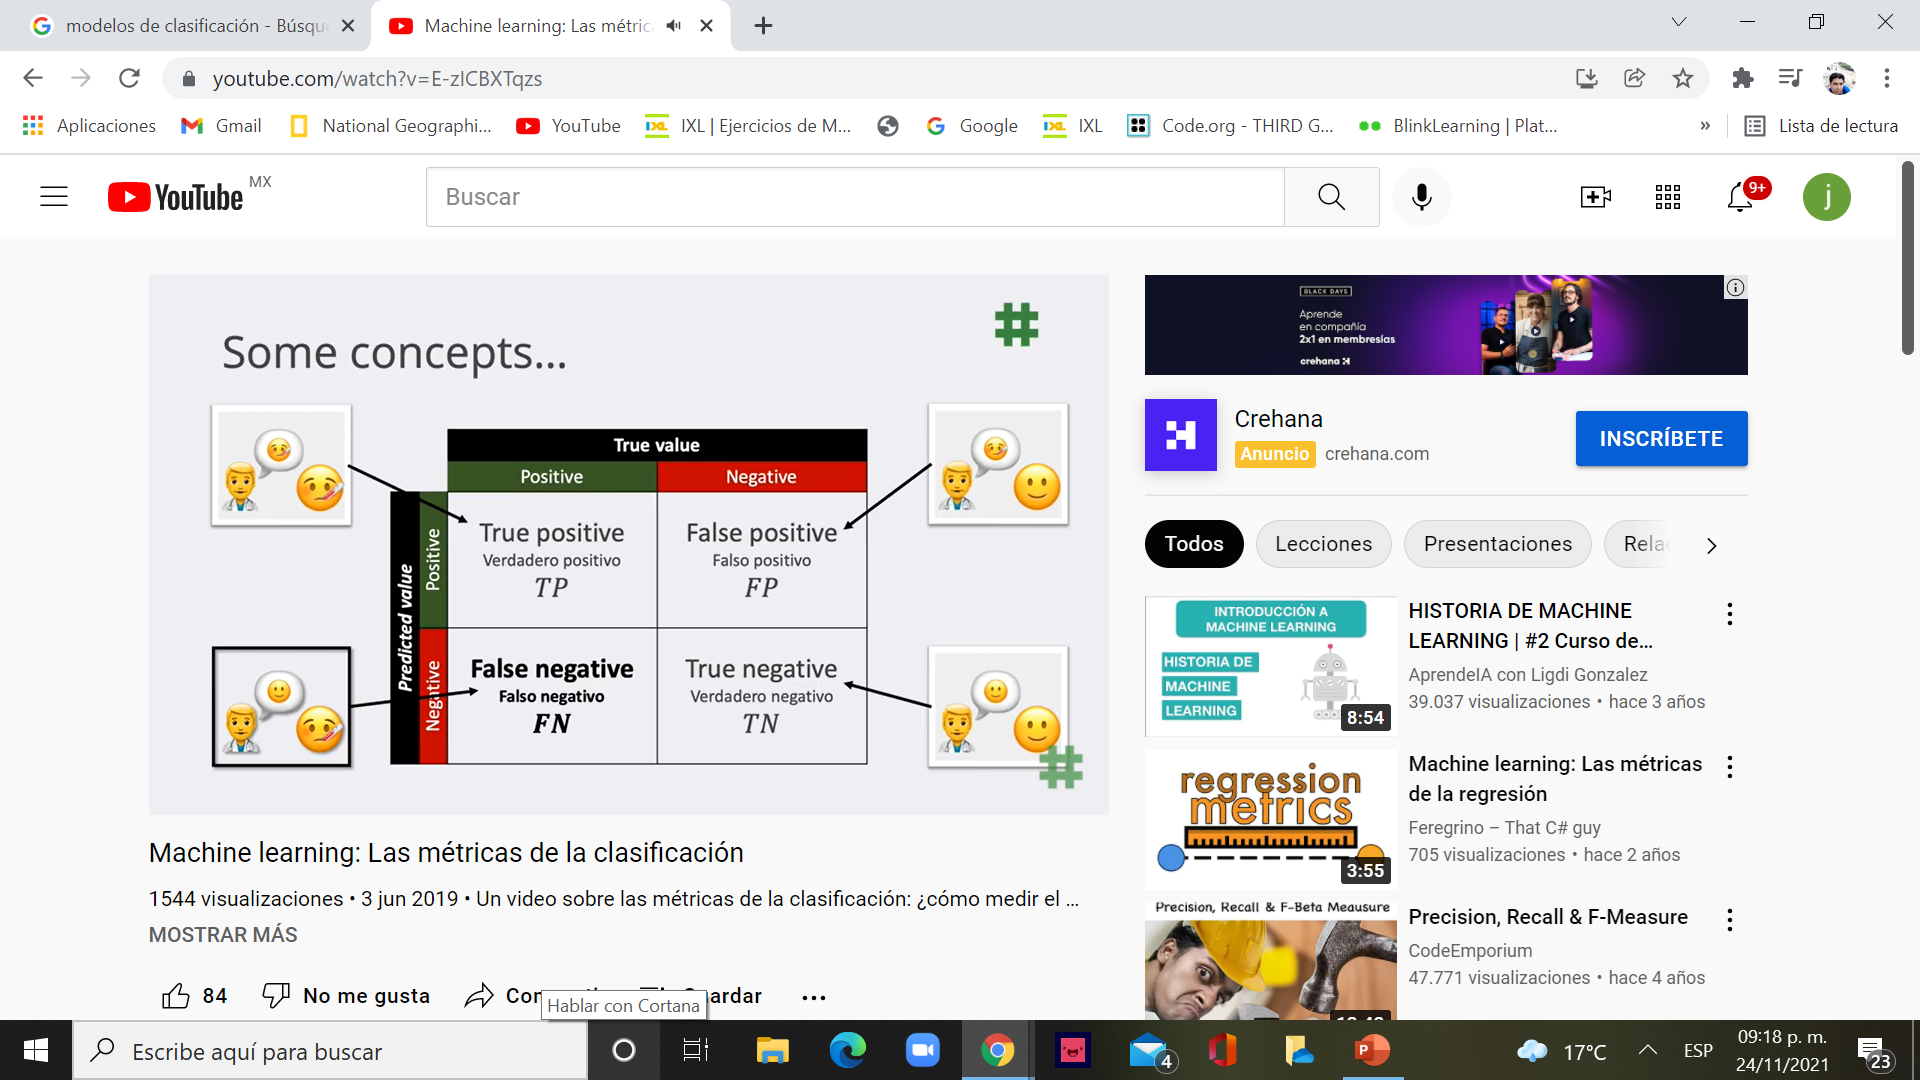 modelos de clasificación - Búsqu
Machine learning: Las métric
youtube.com/watch?v=E-zICBXTqzs
Aplicaciones
Gmail
National Geographi...
YouTube
IXL | Ejercicios de M...
Google
IXL
Code.org - THIRD G...
BlinkLearning | Plat...
»
Lista de lectura
YouTube MX
Buscar
9+
j
Some concepts...
True value
Positive
Negative
Predicted value
Positive
Negative
True positive
Verdadero positivo
TP
False positive
Falso positivo
FP
False negative
Falso negativo
FN
True negative
Verdadero negativo
TN
Machine learning: Las métricas de la clasificación
1544 visualizaciones • 3 jun 2019 • Un video sobre las métricas de la clasificación: ¿cómo medir el ...
MOSTRAR MÁS
84
No me gusta
Hablar con Cortana
BLACK DAYS
Aprende
en compañía
2x1 en membresías
crehana
Crehana
Anuncio crehana.com
INSCRÍBETE
Todos
Lecciones
Presentaciones
INTRODUCCIÓN A
MACHINE LEARNING
HISTORIA DE
MACHINE
LEARNING
8:54
HISTORIA DE MACHINE
LEARNING | #2 Curso de...
AprendeIA con Ligdi Gonzalez
39.037 visualizaciones • hace 3 años
regression
metrics
3:55
Machine learning: Las métricas
de la regresión
Feregrino – That C# guy
705 visualizaciones • hace 2 años
Precision, Recall & F-Beta Meausure
Precision, Recall & F-Measure
CodeEmporium
47.771 visualizaciones • hace 4 años
Escribe aquí para buscar
4
17°C
ESP
09:18 p. m.
24/11/2021
23